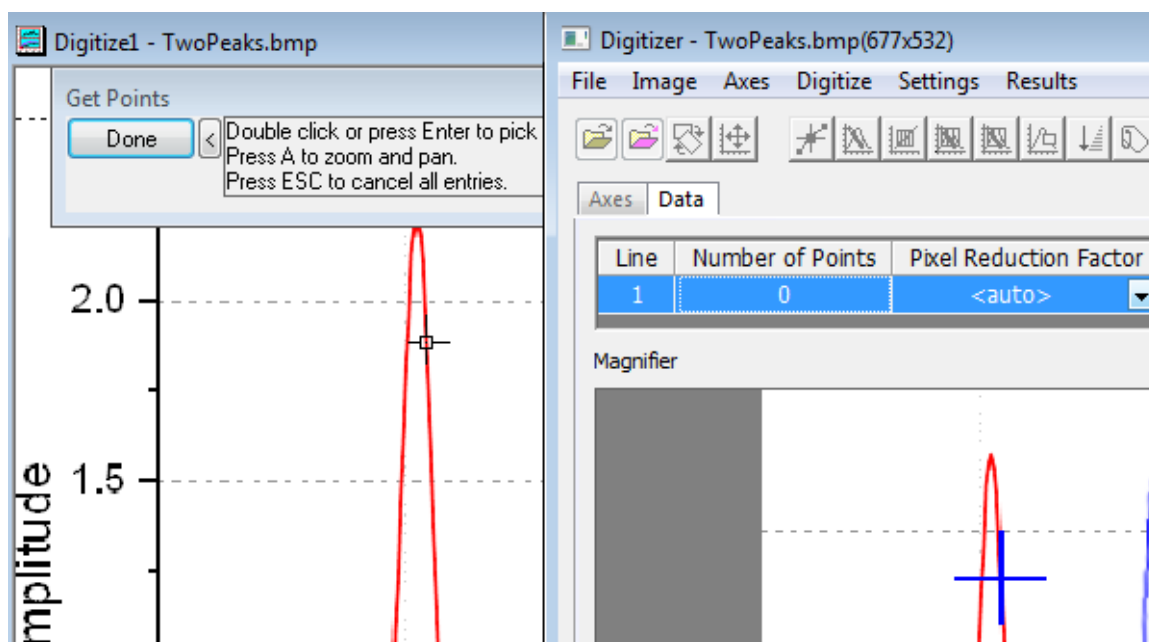 Digitize1 - TwoPeaks.bmp
Get Points
Done
<
Double click or press Enter to pick
Press A to zoom and pan.
Press ESC to cancel all entries.
2.0
1.5
mplitude
Digitizer - TwoPeaks.bmp(677x532)
File Image Axes Digitize Settings Results
Axes Data
Line Number of Points Pixel Reduction Factor
1 0 <auto>
Magnifier